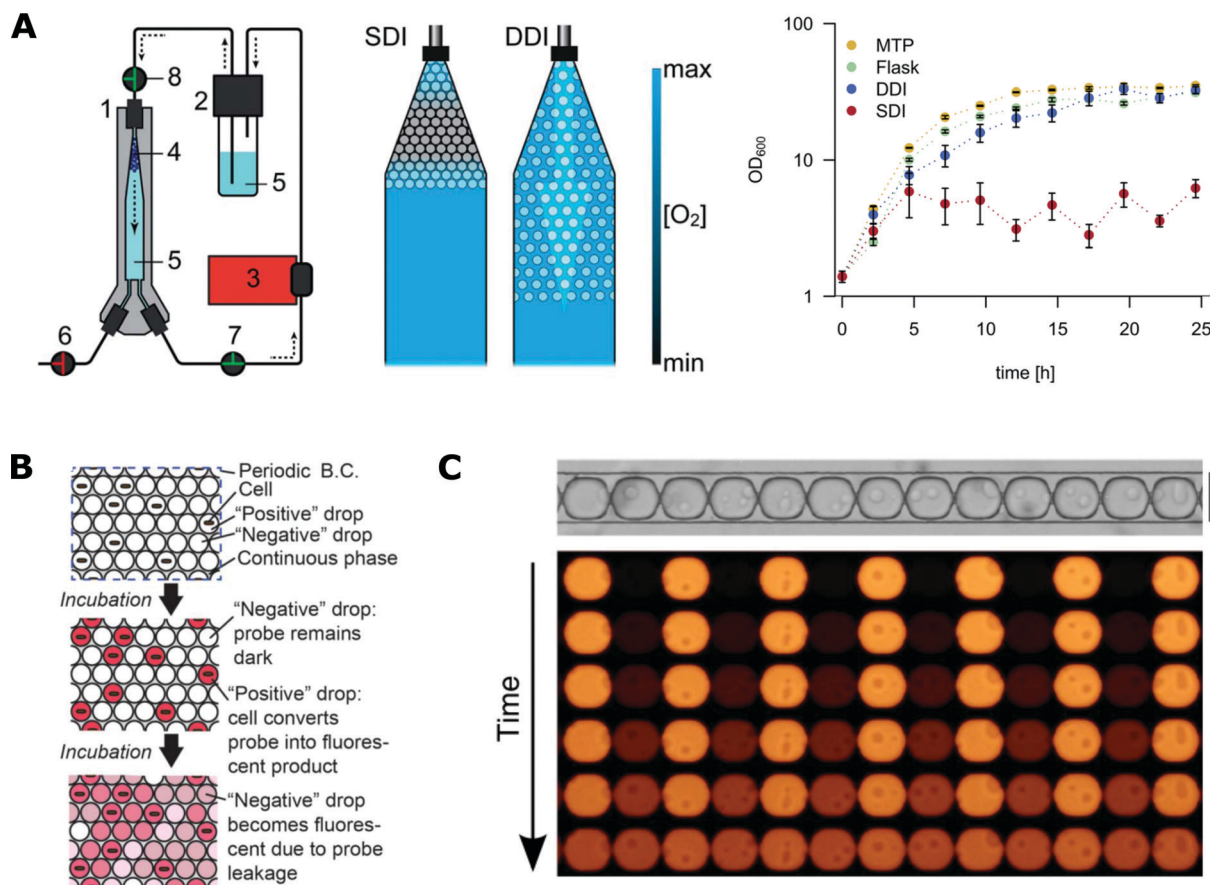 A
8
1
2
4
5
5
3
6
7
SDI
DDI
max
[O₂]
min
100
10
1
OD₆₀₀
MTP
Flask
DDI
SDI
0
5
10
15
20
25
time [h]
B
Periodic B.C.
Cell
“Positive” drop
“Negative” drop
Continuous phase
Incubation
“Negative” drop:
probe remains
dark
“Positive” drop:
cell converts
probe into fluores-
cent product
Incubation
“Negative” drop
becomes fluores-
cent due to probe
leakage
C
Time